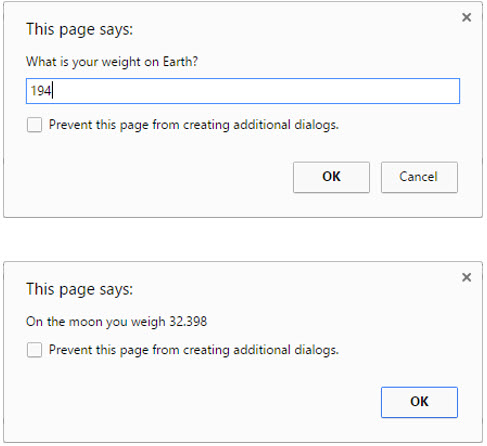 This page says:
What is your weight on Earth?
194
Prevent this page from creating additional dialogs.
OK Cancel
This page says:
On the moon you weigh 32.398
Prevent this page from creating additional dialogs.
OK